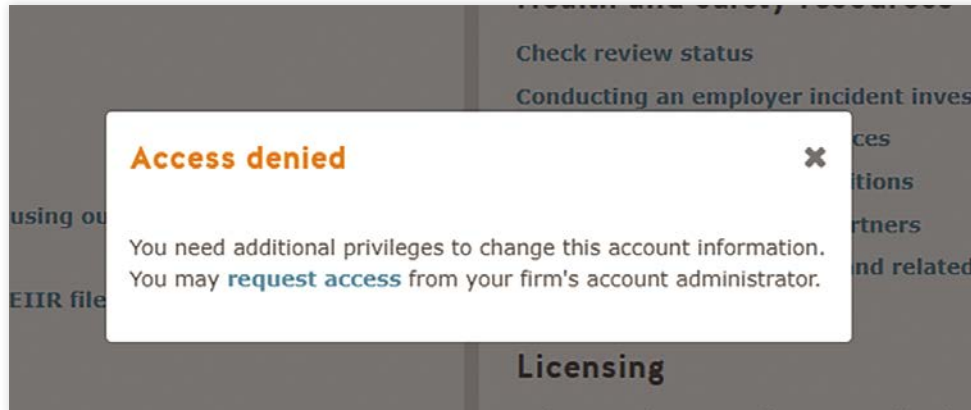 Check review status
Conducting an employer incident inves
ces
Access denied
itions
using ou
rtners
You need additional privileges to change this account information.
You may request access from your firm's account administrator.
nd related
EIIR file
Licensing